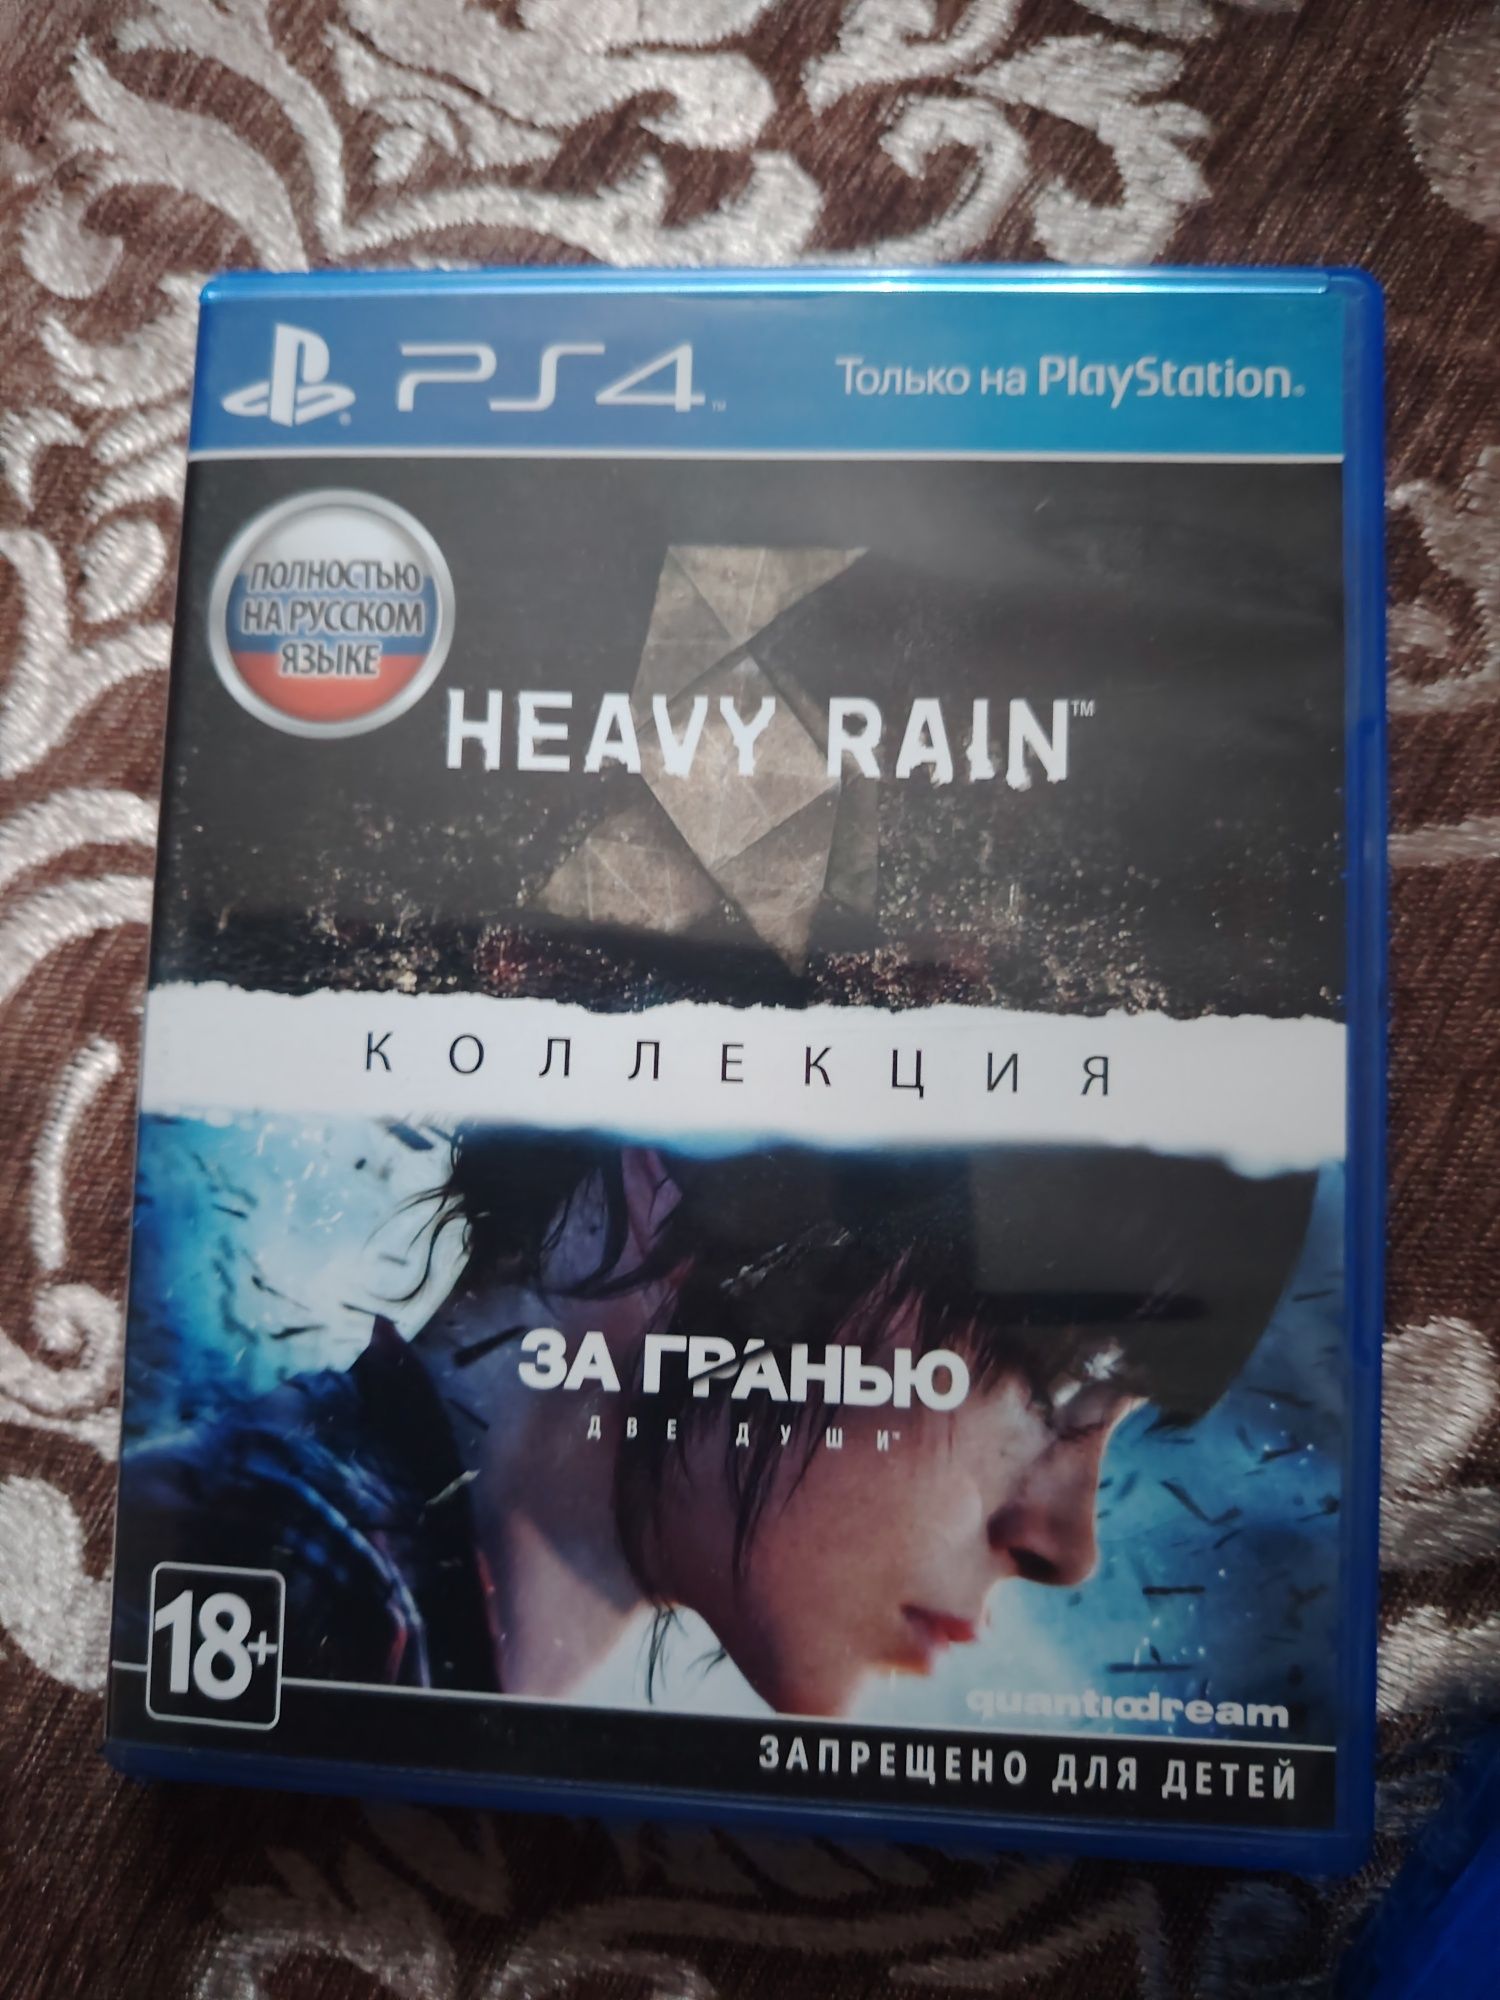 PS4™
Только на PlayStation®
ПОЛНОСТЬЮ
НА РУССКОМ
ЯЗЫКЕ
HEAVY RAIN™
КОЛЛЕКЦИЯ
ЗА ГРАНЬЮ
ДВЕ ДУШИ™
18+
quanticdream
ЗАПРЕЩЕНО ДЛЯ ДЕТЕЙ